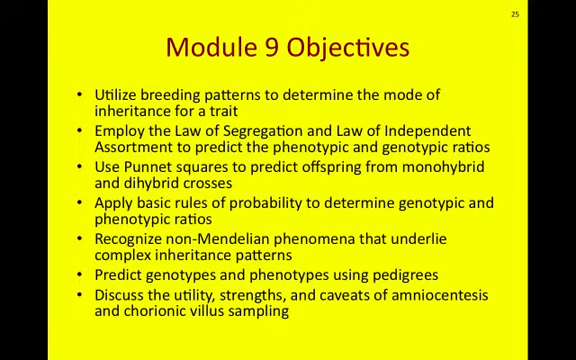 25
Module 9 Objectives
• Utilize breeding patterns to determine the mode of
inheritance for a trait
• Employ the Law of Segregation and Law of Independent
Assortment to predict the phenotypic and genotypic ratios
• Use Punnet squares to predict offspring from monohybrid
and dihybrid crosses
• Apply basic rules of probability to determine genotypic and
phenotypic ratios
• Recognize non-Mendelian phenomena that underlie
complex inheritance patterns
• Predict genotypes and phenotypes using pedigrees
• Discuss the utility, strengths, and caveats of amniocentesis
and chorionic villus sampling